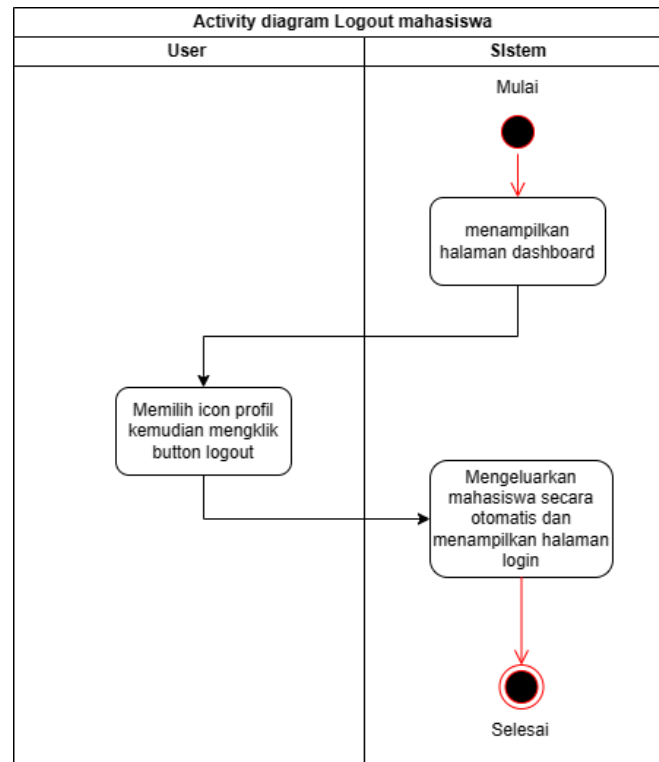 Activity diagram Logout mahasiswa
User
SIstem
Mulai
menampilkan
halaman dashboard
Memilih icon profil
kemudian mengklik
button logout
Mengeluarkan
mahasiswa secara
otomatis dan
menampilkan halaman
login
Selesai